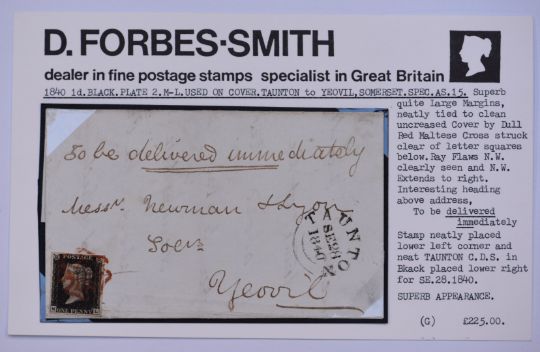 D. FORBES-SMITH
dealer in fine postage stamps specialist in Great Britain
1840 1d.BLACK.PLATE 2.M-L.USED ON COVER.TAUNTON to YEOVIL,SOMERSET.SPEC.AS.15. Superb
quite Large Margins,
neatly tied to clean
uncreased Cover by Dull
Red Maltese Cross struck
clear of letter squares
below.Ray Flaws N.W.
clearly seen and N.W.
Extends to right.
Interesting heading
above address,
To be delivered
immediately
Stamp neatly placed
lower left corner and
neat TAUNTON C.D.S. in
Black placed lower right
for SE.28.1840.
SUPERB APPEARANCE.
(G) £225.00.
To be delivered immediately
Messrs Newman & Lyon
Solrs
Yeovil
TAUNTON
SE28
1840
POSTAGE
M ONE PENNY L